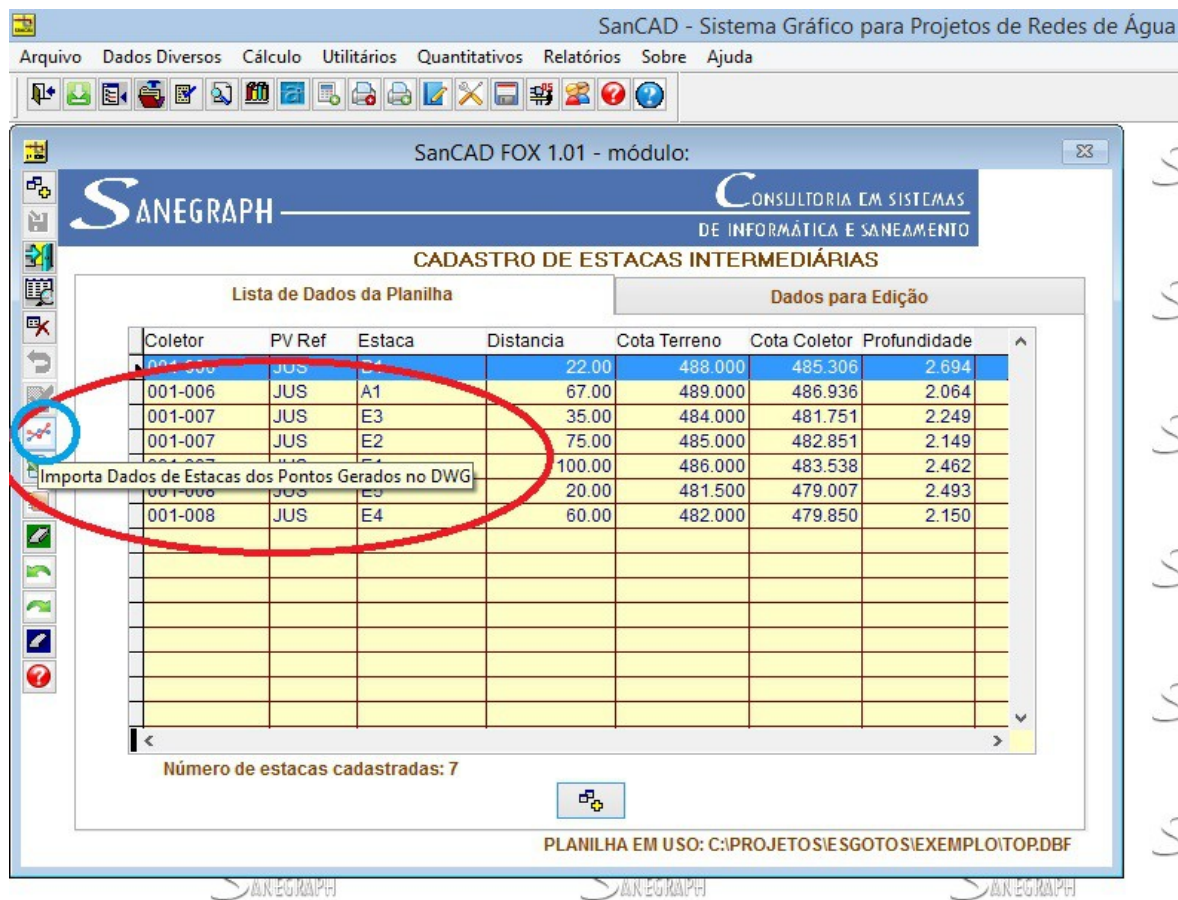 SanCAD - Sistema Gráfico para Projetos de Redes de Água
Arquivo Dados Diversos Cálculo Utilitários Quantitativos Relatórios Sobre Ajuda
SanCAD FOX 1.01 - módulo:
SANEGRAPH
CONSULTORIA EM SISTEMAS
DE INFORMÁTICA E SANEAMENTO
CADASTRO DE ESTACAS INTERMEDIÁRIAS
Lista de Dados da Planilha Dados para Edição
Coletor PV Ref Estaca Distancia Cota Terreno Cota Coletor Profundidade
JUS 22.00 488.000 485.306 2.694
001-006 JUS A1 67.00 489.000 486.936 2.064
001-007 JUS E3 35.00 484.000 481.751 2.249
001-007 JUS E2 75.00 485.000 482.851 2.149
100.00 486.000 483.538 2.462
Importa Dados de Estacas dos Pontos Gerados no DWG
001-008 JUS E5 20.00 481.500 479.007 2.493
001-008 JUS E4 60.00 482.000 479.850 2.150
Número de estacas cadastradas: 7
PLANILHA EM USO: C:\PROJETOS\ESGOTOS\EXEMPLO\TOP.DBF
SANEGRAPH SANEGRAPH SANEGRAPH